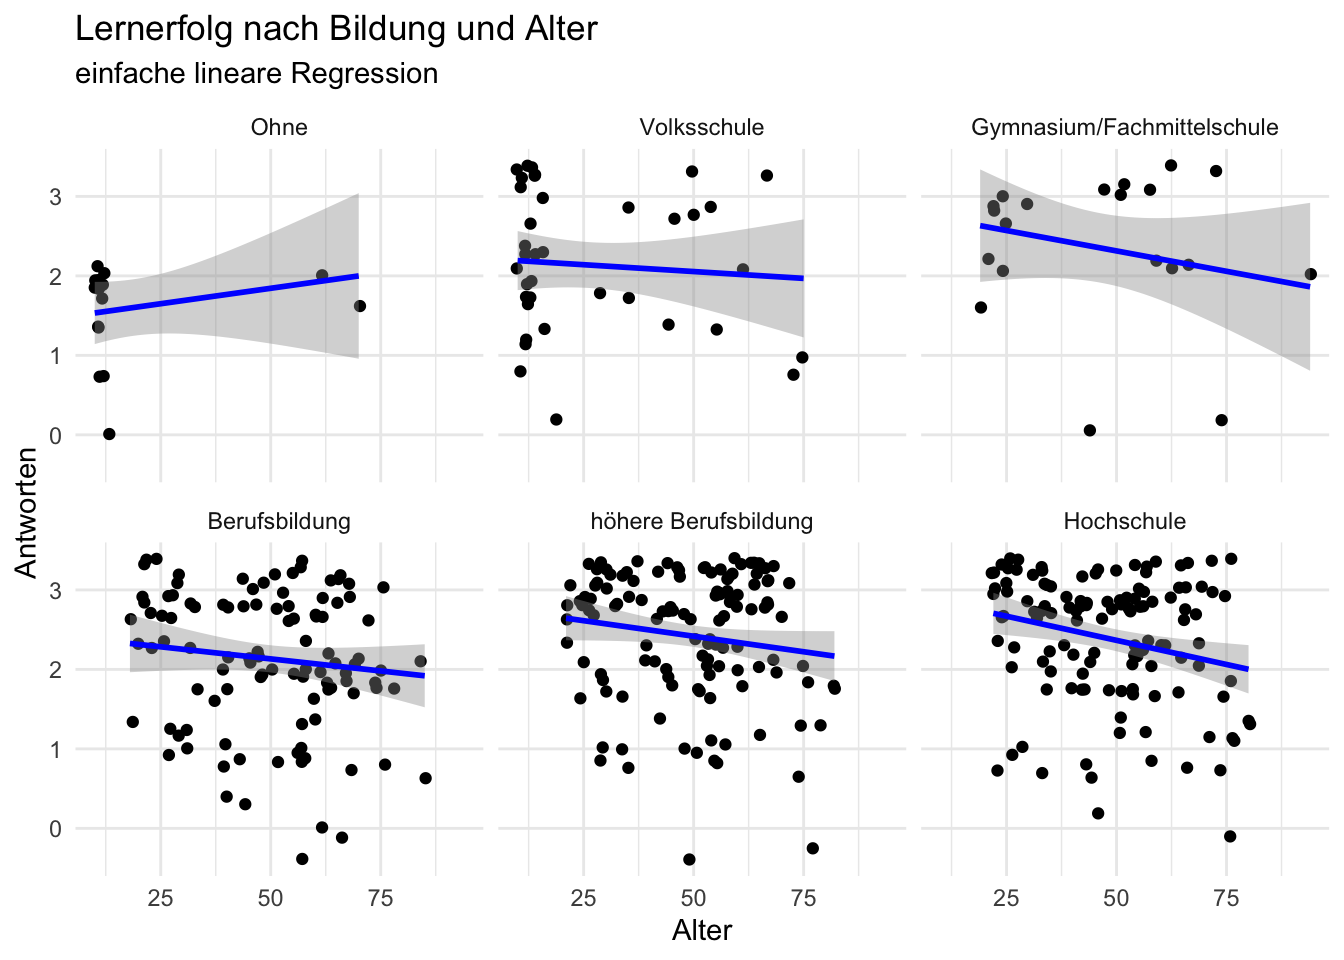 Lernerfolg nach Bildung und Alter
einfache lineare Regression
Ohne
Volksschule
Gymnasium/Fachmittelschule
3
2
1
0
Berufsbildung
höhere Berufsbildung
Hochschule
3
2
1
0
Antworten
25 50 75
25 50 75
25 50 75
Alter